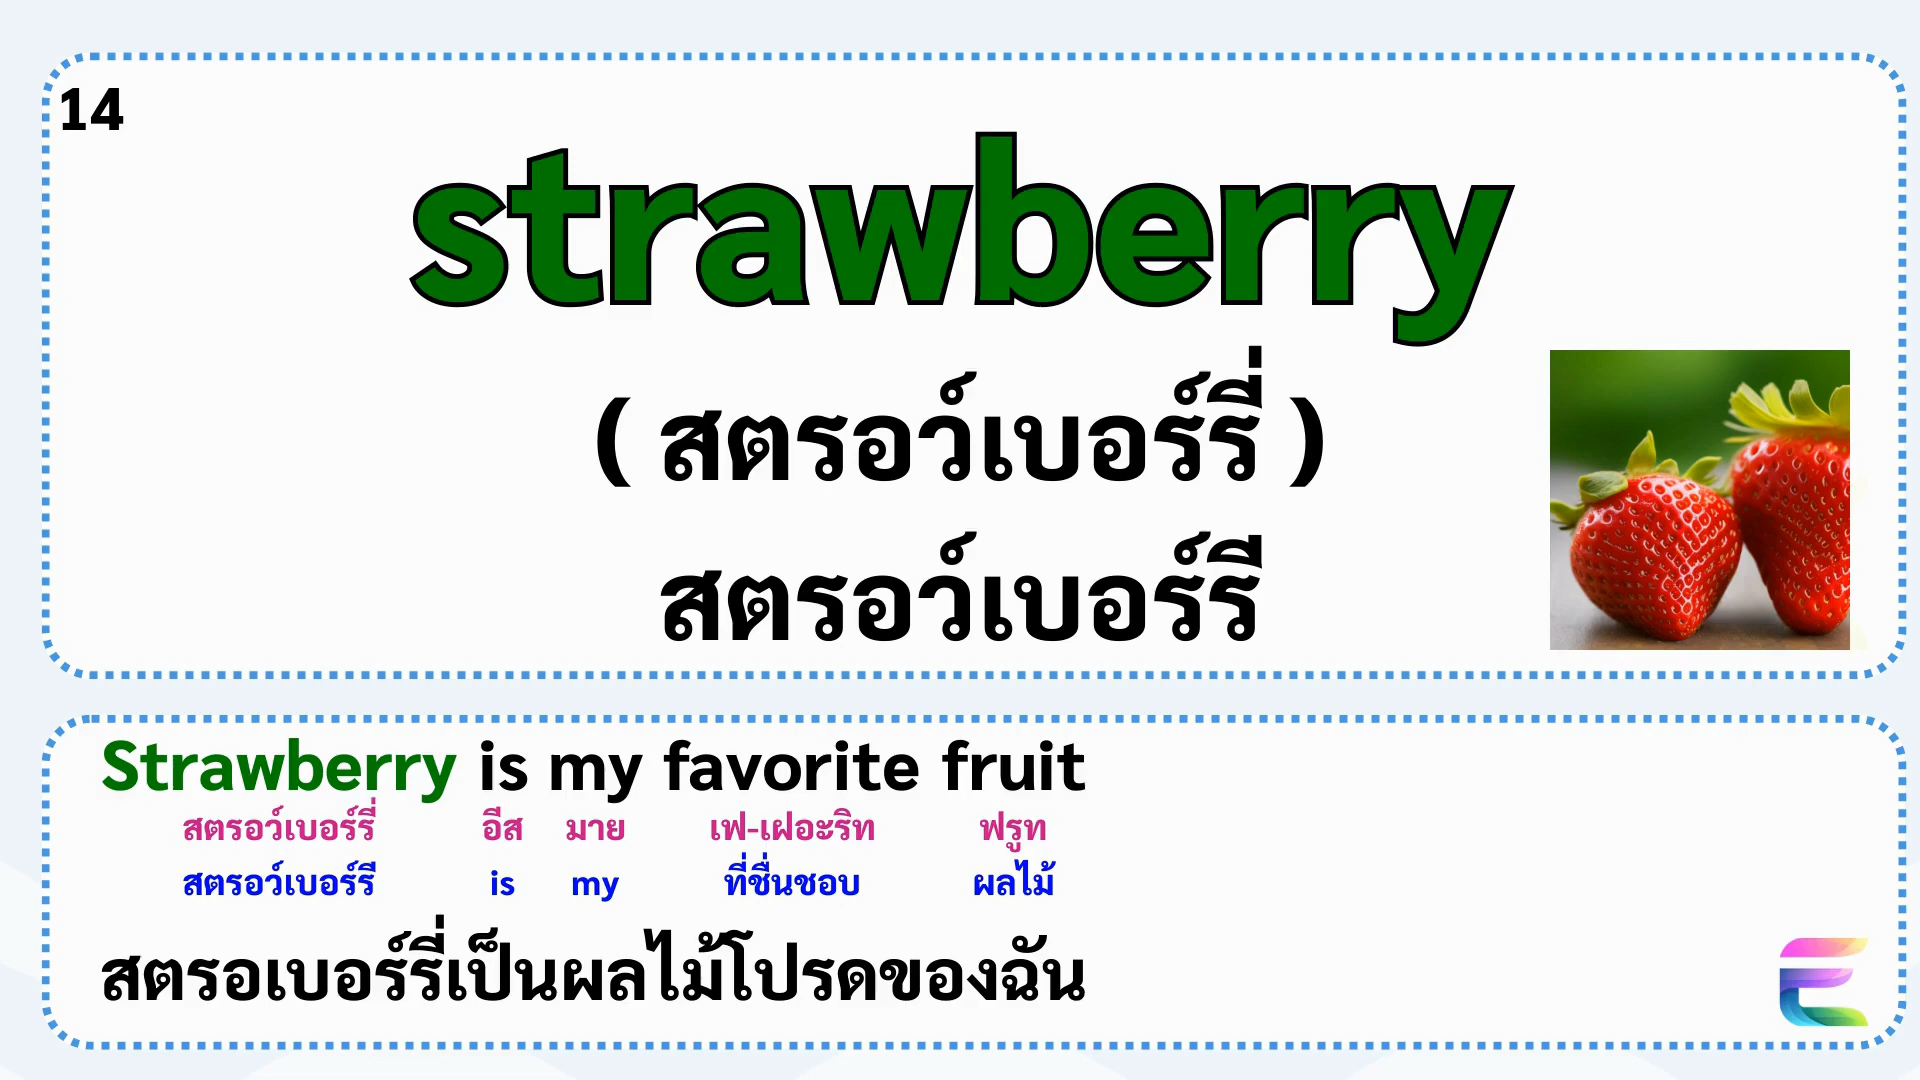 14
strawberry
( สตรอว์เบอร์รี่ )
สตรอว์เบอร์รี
Strawberry is my favorite fruit
สตรอว์เบอร์รี่ อีส มาย เฟ-เฝอะริท ฟรูท
สตรอว์เบอร์รี is my ที่ชื่นชอบ ผลไม้
สตรอเบอร์รี่เป็นผลไม้โปรดของฉัน